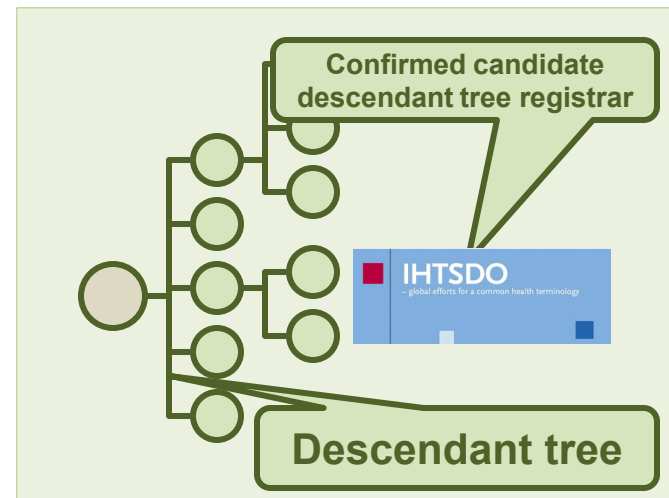 Confirmed candidate
descendant tree registrar
IHTSDO
– global efforts for a common health terminology
Descendant tree